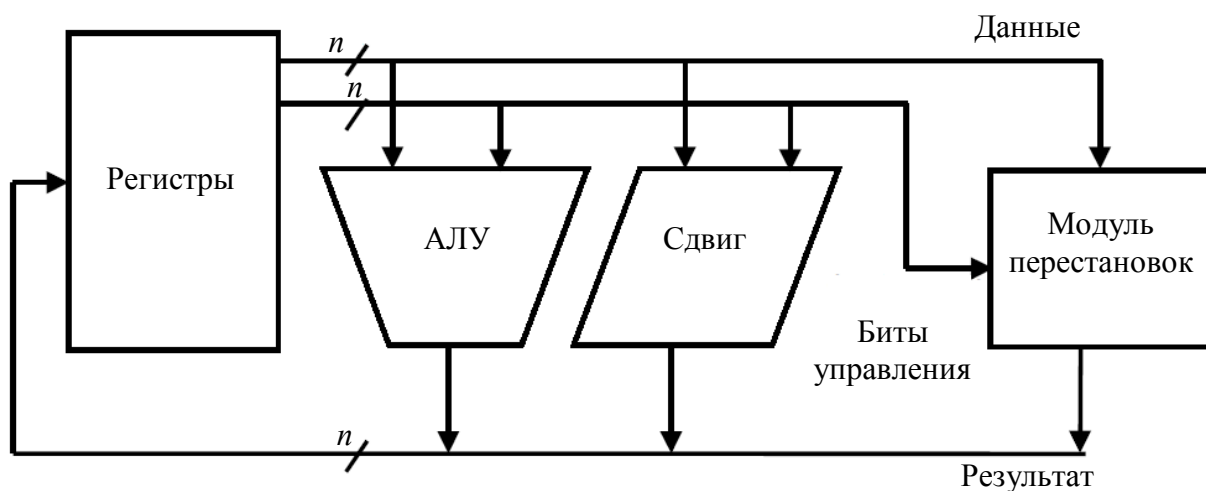 Данные
n
n
Регистры
АЛУ
Сдвиг
Модуль
перестановок
Биты
управления
n
Результат